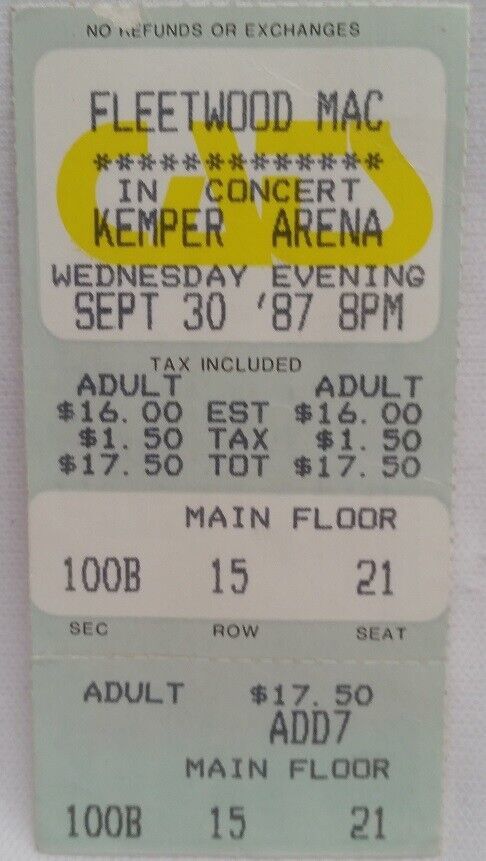 NO REFUNDS OR EXCHANGES
CATS
FLEETWOOD MAC
*************
IN CONCERT
KEMPER ARENA
WEDNESDAY EVENING
SEPT 30 '87 8PM
TAX INCLUDED
ADULT ADULT
$16.00 EST $16.00
$1.50 TAX $1.50
$17.50 TOT $17.50
MAIN FLOOR
100B 15 21
SEC ROW SEAT
ADULT $17.50
ADD7
MAIN FLOOR
100B 15 21